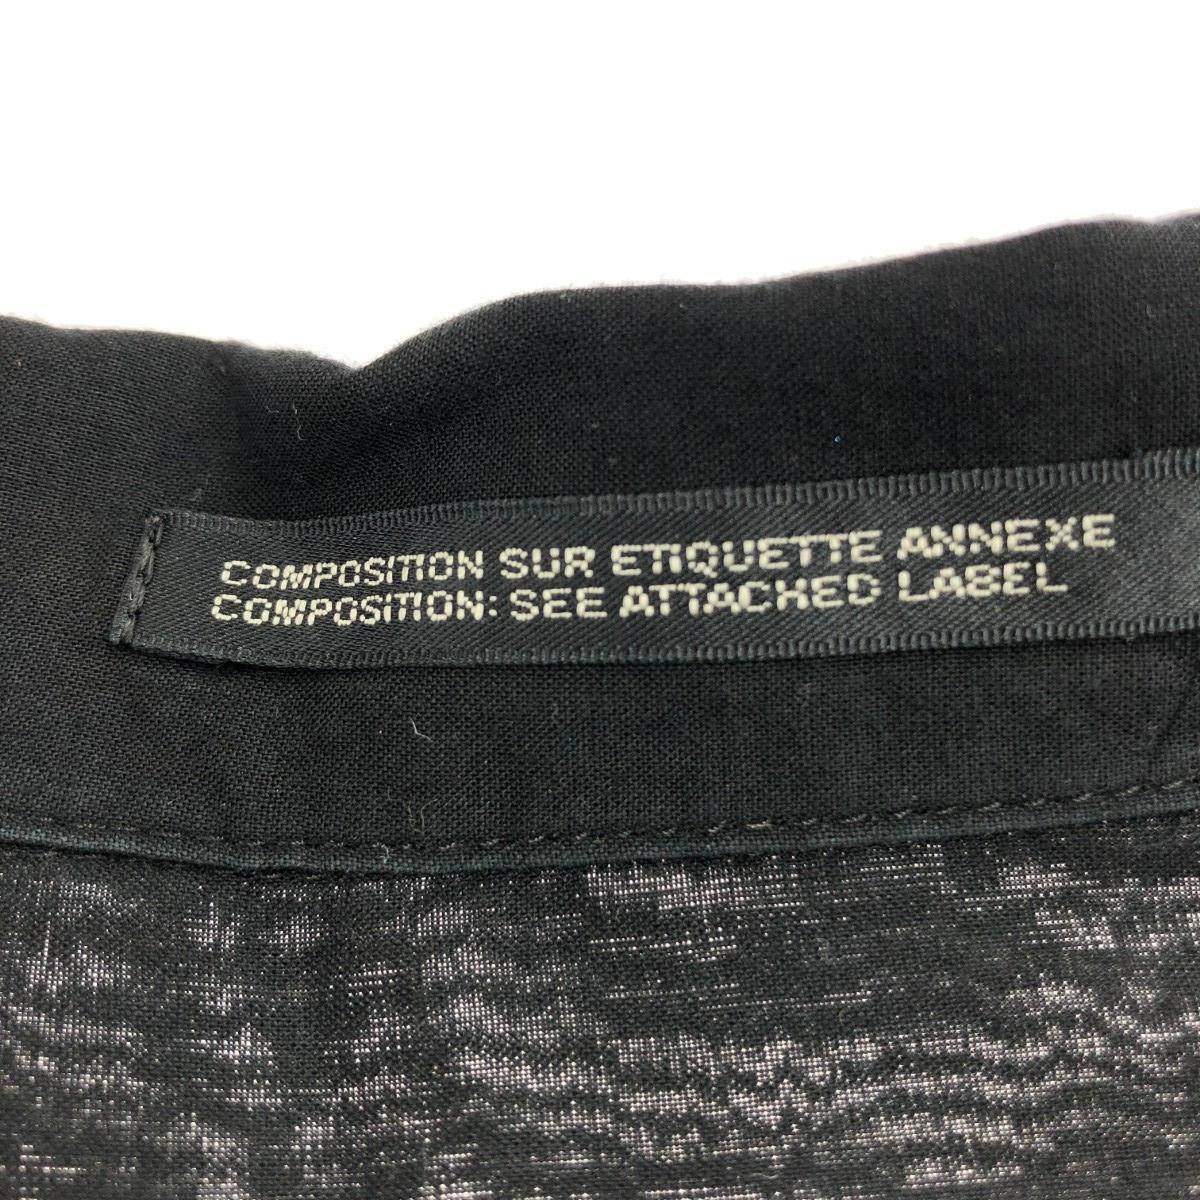 COMPOSITION SUR ETIQUETTE ANNEXE
COMPOSITION: SEE ATTACHED LABEL